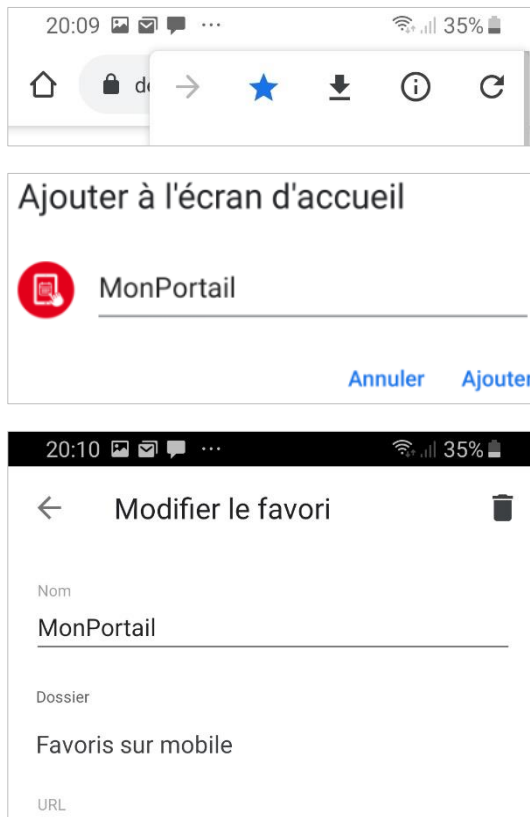 20:09 35%
de
Ajouter à l'écran d'accueil
MonPortail
Annuler Ajouter
20:10 35%
Modifier le favori
Nom
MonPortail
Dossier
Favoris sur mobile
URL